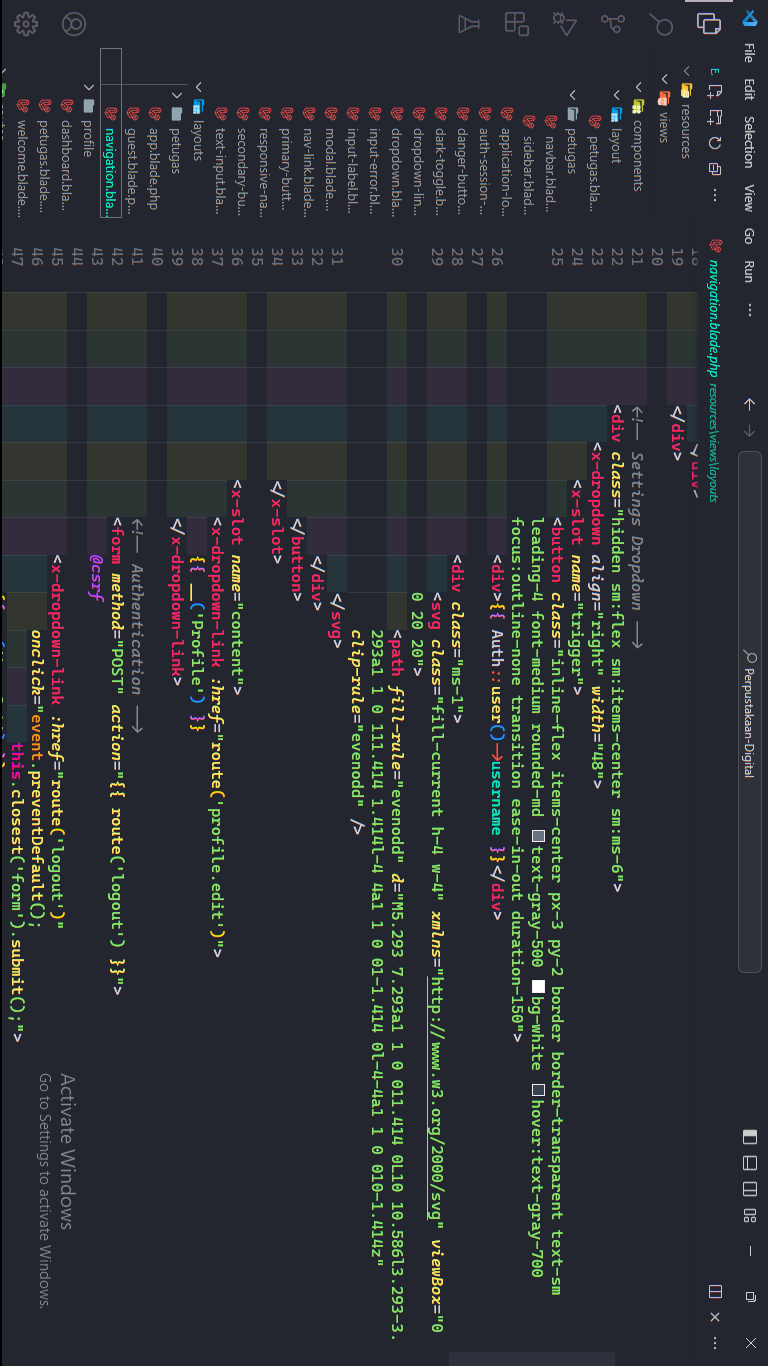 File Edit Selection View Go Run ... Perpustakaan-Digital
E... ...
resources
views
components
layout
petugas.bla...
petugas
navbar.blad...
sidebar.blad...
application-lo...
auth-session-...
danger-butto...
dark-toggle.b...
dropdown-lin...
dropdown.bla...
input-error.bl...
input-label.bl...
modal.blade....
nav-link.blade...
primary-butt...
responsive-na...
secondary-bu...
text-input.bla...
layouts
petugas
app.blade.php
guest.blade.p...
navigation.bla...
profile
dashboard.bla...
petugas.blade...
welcome.blade....
navigation.blade.php resources\views\layouts ...
</div>
19 </div>
20
21 <!-- Settings Dropdown -->
22 <div class="hidden sm:flex sm:items-center sm:ms-6">
23 <x-dropdown align="right" width="48">
24 <x-slot name="trigger">
25 <button class="inline-flex items-center px-3 py-2 border border-transparent text-sm
leading-4 font-medium rounded-md text-gray-500 bg-white hover:text-gray-700
focus:outline-none transition ease-in-out duration-150">
26 <div>{{ Auth::user()->username }}</div>
27
28 <div class="ms-1">
29 <svg class="fill-current h-4 w-4" xmlns="http://www.w3.org/2000/svg" viewBox="0
0 20 20">
30 <path fill-rule="evenodd" d="M5.293 7.293a1 1 0 011.414 0L10 10.586l3.293-3.
293a1 1 0 111.414 1.414l-4 4a1 1 0 01-1.414 0l-4-4a1 1 0 010-1.414z"
clip-rule="evenodd" />
31 </svg>
32 </div>
33 </button>
34 </x-slot>
35
36 <x-slot name="content">
37 <x-dropdown-link :href="route('profile.edit')">
38 {{ __('Profile') }}
39 </x-dropdown-link>
40
41 <!-- Authentication -->
42 <form method="POST" action="{{ route('logout') }}">
43 @csrf
44
45 <x-dropdown-link :href="route('logout')"
46 onclick="event.preventDefault();
47 this.closest('form').submit();">
Activate Windows
Go to Settings to activate Windows.